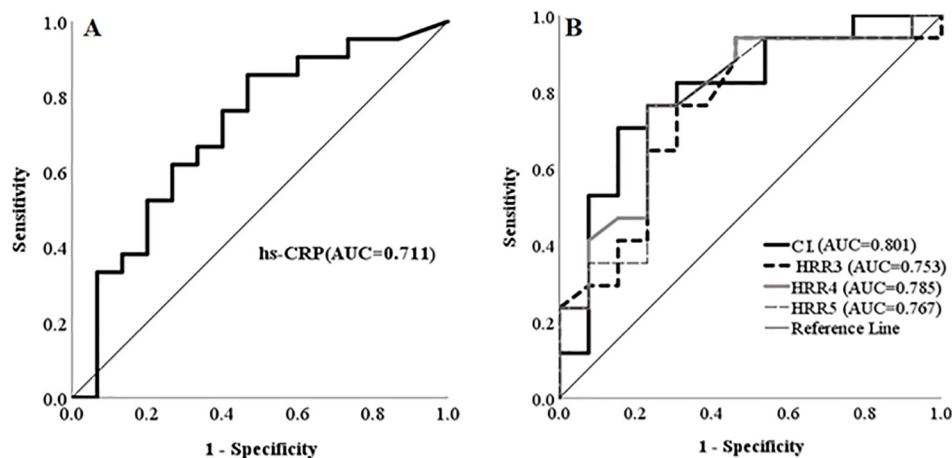 A
1.0
0.8
0.6
0.4
0.2
0.0
Sensitivity
hs-CRP(AUC=0.711)
0.0 0.2 0.4 0.6 0.8 1.0
1 - Specificity
B
1.0
0.8
0.6
0.4
0.2
0.0
Sensitivity
CI (AUC=0.801)
HRR3 (AUC=0.753)
HRR4 (AUC=0.785)
HRR5 (AUC=0.767)
Reference Line
0.0 0.2 0.4 0.6 0.8 1.0
1 - Specificity